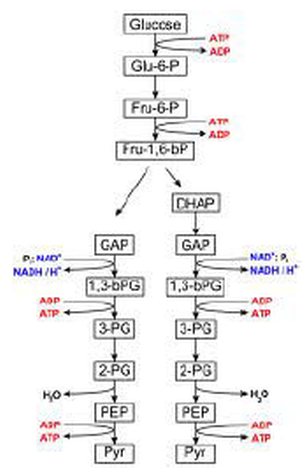 Glucose
ATP
ADP
Glu-6-P
Fru-6-P
ATP
ADP
Fru-1,6-bP
DHAP
GAP GAP
Pᵢ; NAD⁺ NAD⁺; Pᵢ
NADH / H⁺ NADH / H⁺
1,3-bPG 1,3-bPG
ADP ADP
ATP ATP
3-PG 3-PG
2-PG 2-PG
H₂O H₂O
PEP PEP
ADP ADP
ATP ATP
Pyr Pyr